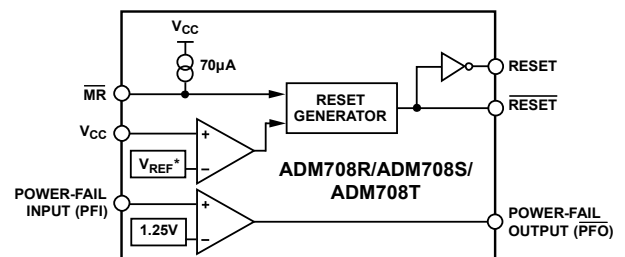 VCC
70µA
MR
RESET
RESET
GENERATOR
RESET
VCC
+
VREF*
−
ADM708R/ADM708S/
ADM708T
POWER-FAIL
INPUT (PFI)
+
1.25V
−
POWER-FAIL
OUTPUT (PFO)